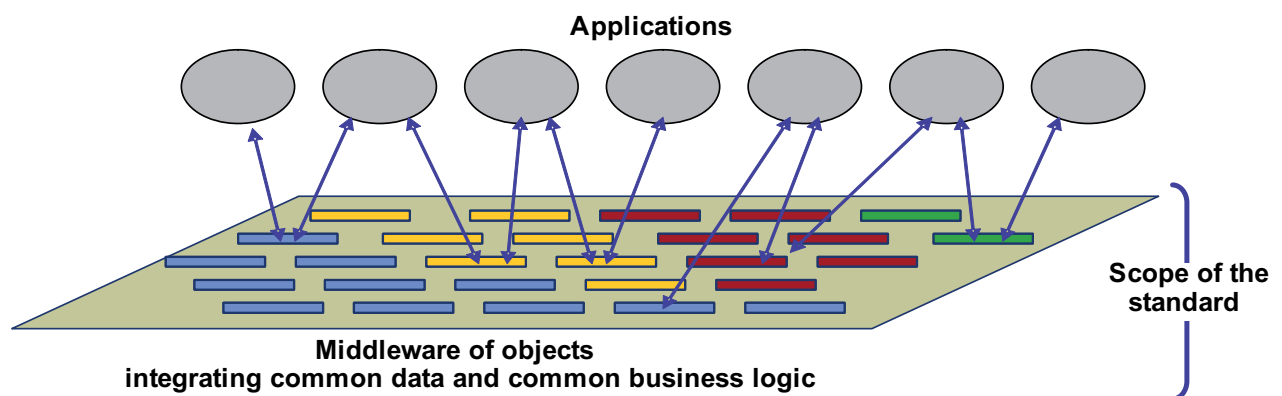 Applications
Scope of the
standard
Middleware of objects
integrating common data and common business logic